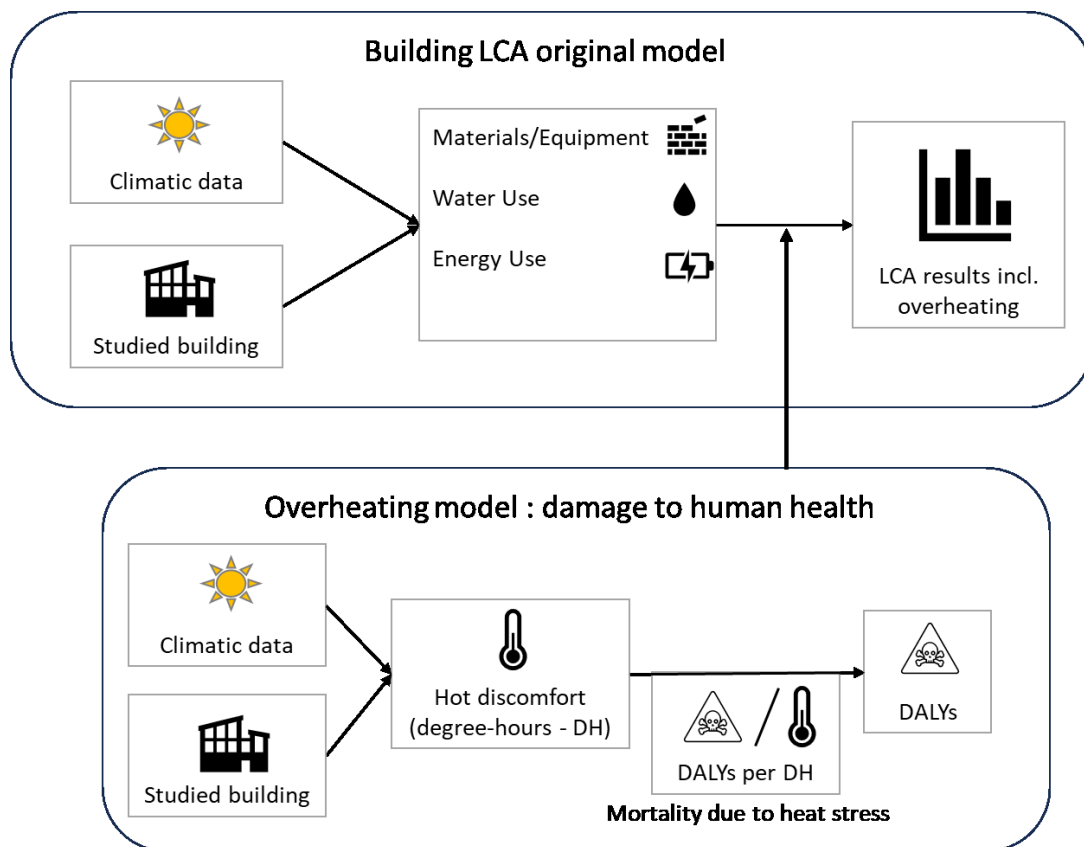 Building LCA original model
Climatic data
Studied building
Materials/Equipment
Water Use
Energy Use
LCA results incl.
overheating
Overheating model : damage to human health
Climatic data
Studied building
Hot discomfort
(degree-hours - DH)
/
DALYs per DH
Mortality due to heat stress
DALYs